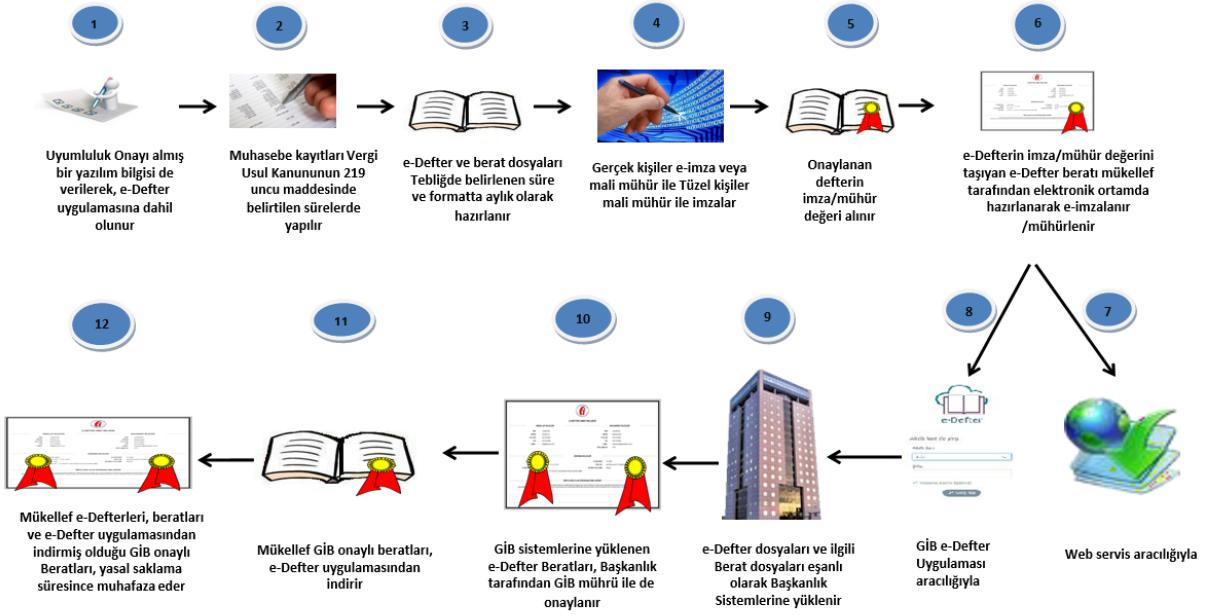 1
2
3
4
5
6
Uyumluluk Onayı almış
bir yazılım bilgisi de
verilerek, e-Defter
uygulamasına dahil
olunur
Muhasebe kayıtları Vergi
Usul Kanununun 219
uncu maddesinde
belirtilen sürelerde
yapılır
e-Defter ve berat dosyaları
Tebliğde belirlenen süre
ve formatta aylık olarak
hazırlanır
Gerçek kişiler e-imza veya
mali mühür ile Tüzel kişiler
mali mühür ile imzalar
Onaylanan
defterin
imza/mühür
değeri alınır
e-Defterin imza/mühür değerini
taşıyan e-Defter beratı mükellef
tarafından elektronik ortamda
hazırlanarak e-imzalanır
/mühürlenir
7
Web servis aracılığıyla
8
e-Defter
GİB e-Defter
Uygulaması
aracılığıyla
9
e-Defter dosyaları ve ilgili
Berat dosyaları eşanlı
olarak Başkanlık
Sistemlerine yüklenir
10
GİB sistemlerine yüklenen
e-Defter Beratları, Başkanlık
tarafından GİB mührü ile de
onaylanır
11
Mükellef GİB onaylı beratları,
e-Defter uygulamasından
indirir
12
Mükellef e-Defterleri, beratları
ve e-Defter uygulamasından
indirmiş olduğu GİB onaylı
Beratları, yasal saklama
süresince muhafaza eder